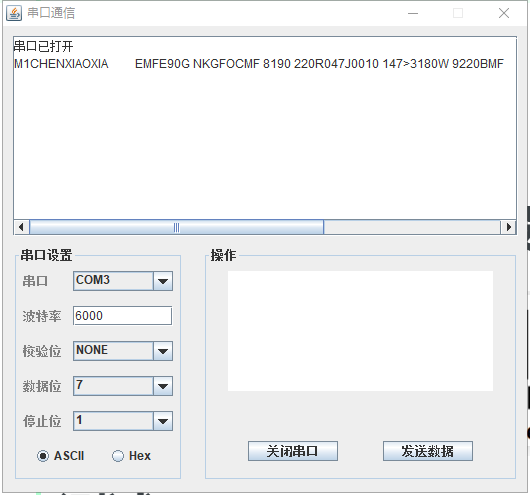 串口通信
串口已打开
M1CHENXIAOXIA EMFE90G NKGFOCMF 8190 220R047J0010 147>3180W 9220BMF
串口设置
串口 COM3
波特率 6000
校验位 NONE
数据位 7
停止位 1
ASCII Hex
操作
关闭串口 发送数据